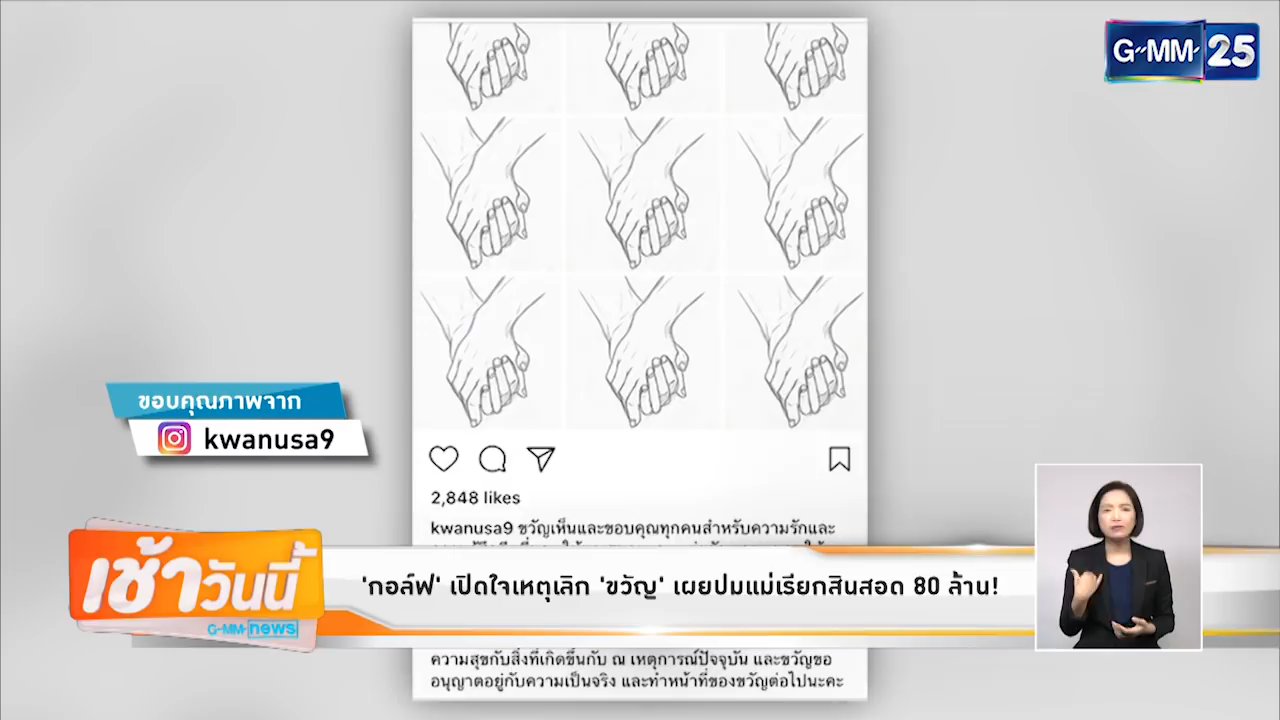 G-MM 25
ขอบคุณภาพจาก
kwanusa9
2,848 likes
kwanusa9 ขวัญเห็นและขอบคุณทุกคนสำหรับความรักและ
เช้าวันนี้
G-MM news
'กอล์ฟ' เปิดใจเหตุเลิก 'ขวัญ' เผยปมแม่เรียกสินสอด 80 ล้าน!
ความสุขกับสิ่งที่เกิดขึ้นกับ ณ เหตุการณ์ปัจจุบัน และขวัญขอ
อนุญาตอยู่กับความเป็นจริง และทำหน้าที่ของขวัญต่อไปนะคะ